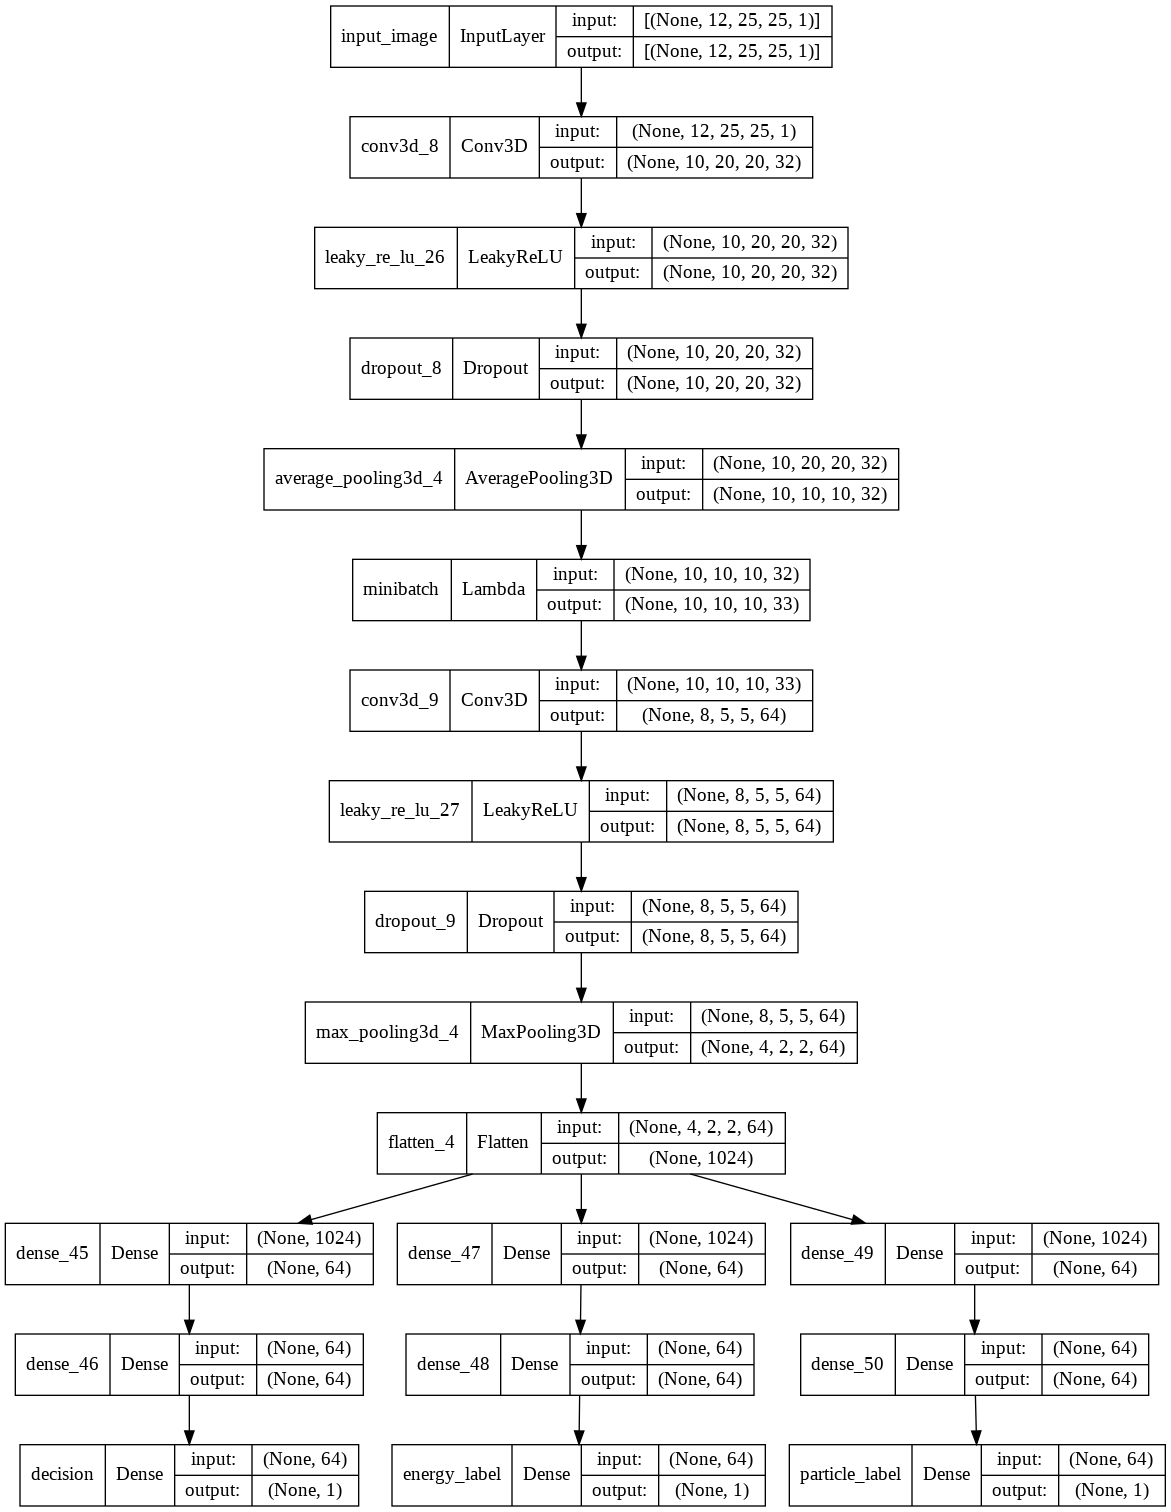 input_image InputLayer input: [(None, 12, 25, 25, 1)]
output: [(None, 12, 25, 25, 1)]
conv3d_8 Conv3D input: (None, 12, 25, 25, 1)
output: (None, 10, 20, 20, 32)
leaky_re_lu_26 LeakyReLU input: (None, 10, 20, 20, 32)
output: (None, 10, 20, 20, 32)
dropout_8 Dropout input: (None, 10, 20, 20, 32)
output: (None, 10, 20, 20, 32)
average_pooling3d_4 AveragePooling3D input: (None, 10, 20, 20, 32)
output: (None, 10, 10, 10, 32)
minibatch Lambda input: (None, 10, 10, 10, 32)
output: (None, 10, 10, 10, 33)
conv3d_9 Conv3D input: (None, 10, 10, 10, 33)
output: (None, 8, 5, 5, 64)
leaky_re_lu_27 LeakyReLU input: (None, 8, 5, 5, 64)
output: (None, 8, 5, 5, 64)
dropout_9 Dropout input: (None, 8, 5, 5, 64)
output: (None, 8, 5, 5, 64)
max_pooling3d_4 MaxPooling3D input: (None, 8, 5, 5, 64)
output: (None, 4, 2, 2, 64)
flatten_4 Flatten input: (None, 4, 2, 2, 64)
output: (None, 1024)
dense_45 Dense input: (None, 1024)
output: (None, 64)
dense_47 Dense input: (None, 1024)
output: (None, 64)
dense_49 Dense input: (None, 1024)
output: (None, 64)
dense_46 Dense input: (None, 64)
output: (None, 64)
dense_48 Dense input: (None, 64)
output: (None, 64)
dense_50 Dense input: (None, 64)
output: (None, 64)
decision Dense input: (None, 64)
output: (None, 1)
energy_label Dense input: (None, 64)
output: (None, 1)
particle_label Dense input: (None, 64)
output: (None, 1)